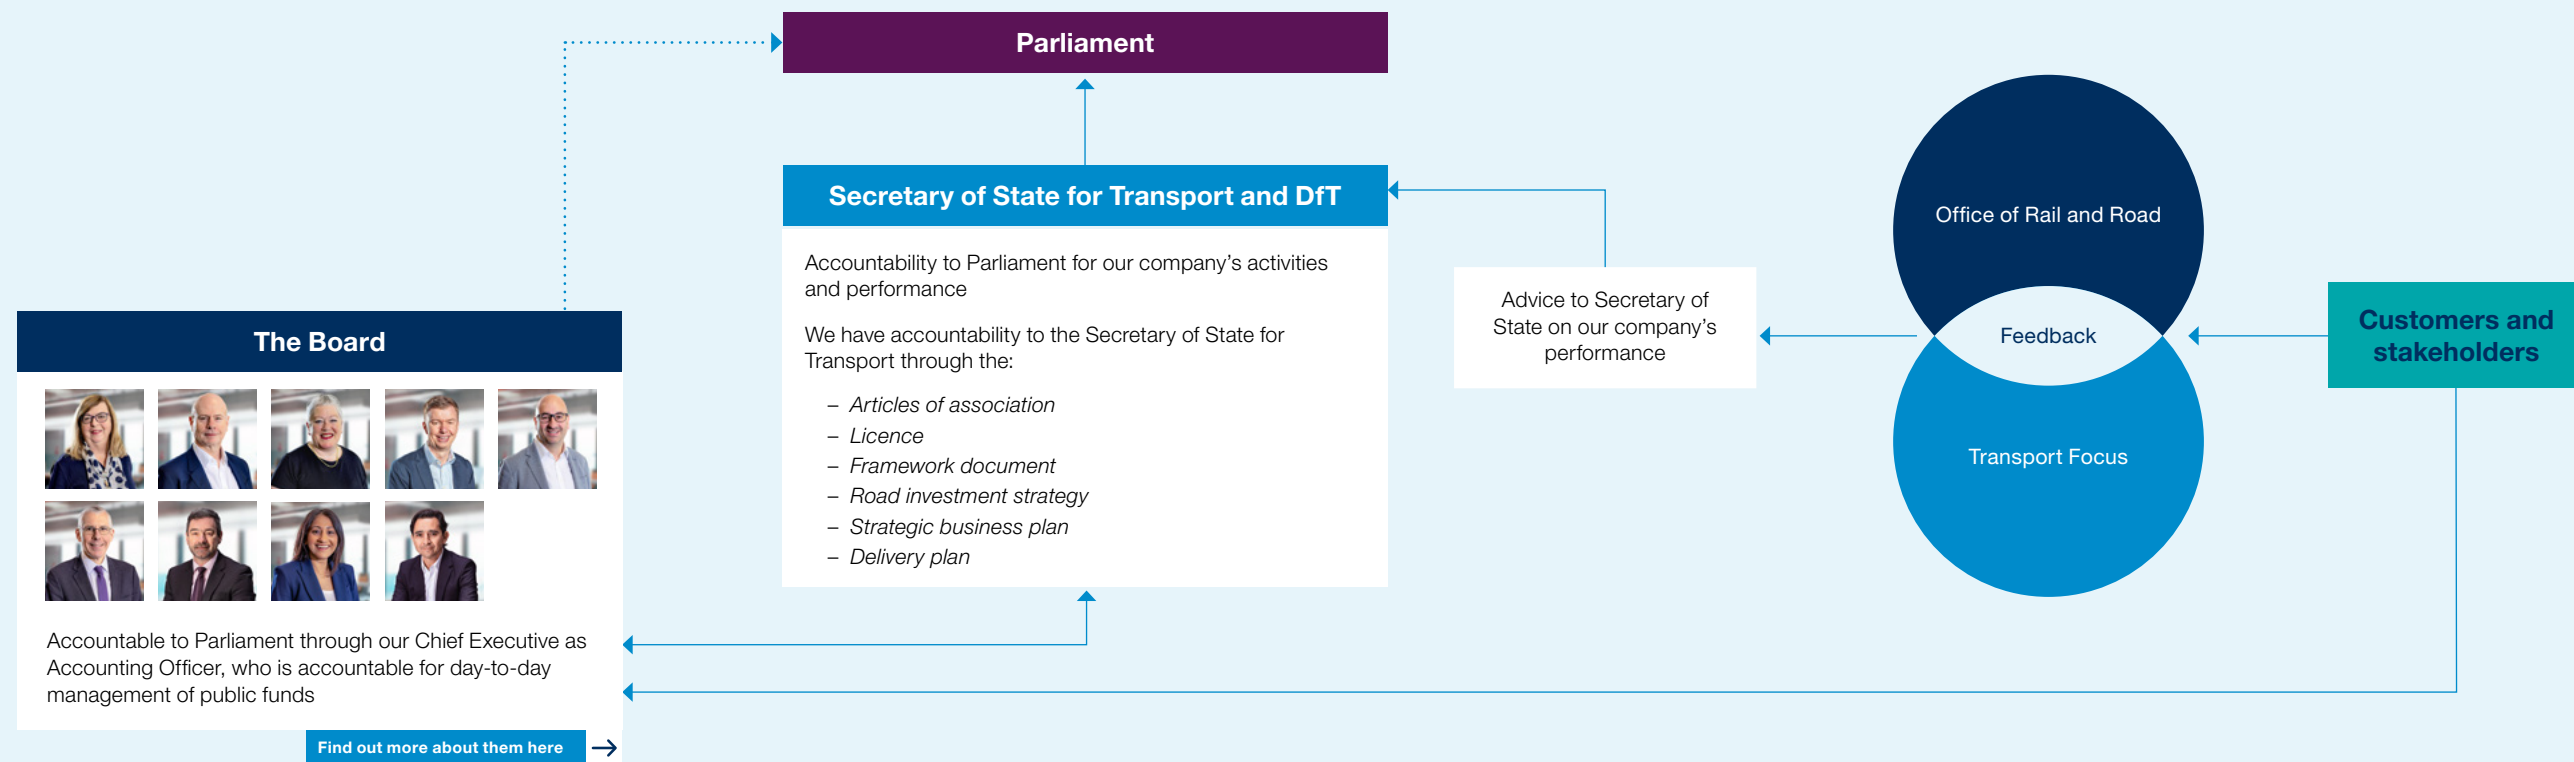 Parliament
Secretary of State for Transport and DfT
Accountability to Parliament for our company's activities
and performance
We have accountability to the Secretary of State for
Transport through the:
– Articles of association
– Licence
– Framework document
– Road investment strategy
– Strategic business plan
– Delivery plan
The Board
Accountable to Parliament through our Chief Executive as
Accounting Officer, who is accountable for day-to-day
management of public funds
Find out more about them here
Advice to Secretary of
State on our company's
performance
Office of Rail and Road
Feedback
Transport Focus
Customers and
stakeholders